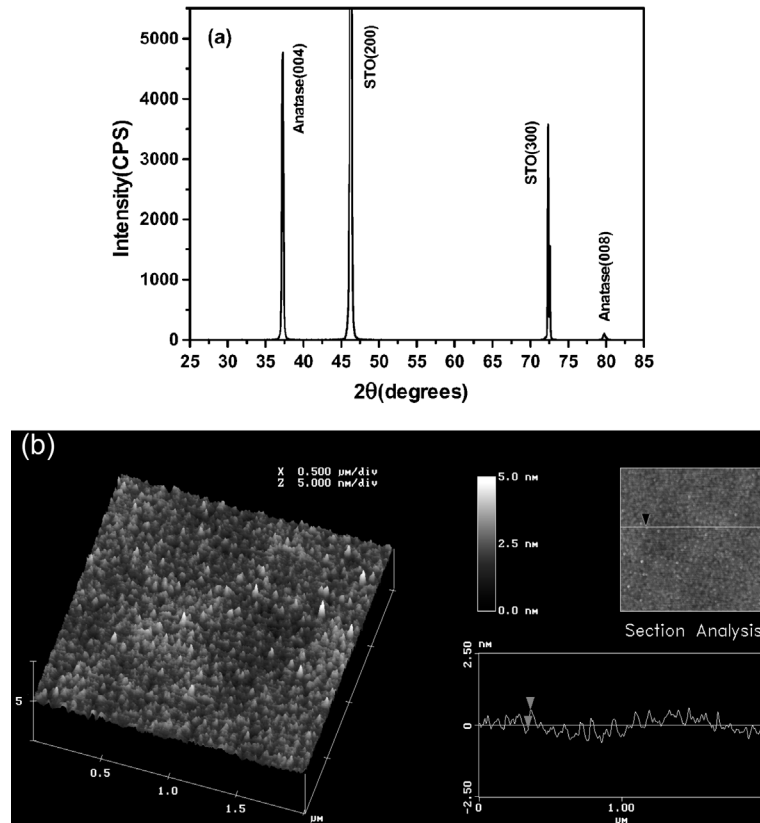 (a)
Intensity(CPS)
5000
4000
3000
2000
1000
0
Anatase(004)
STO(200)
STO(300)
Anatase(008)
25 30 35 40 45 50 55 60 65 70 75 80 85
2θ(degrees)
(b)
X 0.500 μm/div
Z 5.000 nm/div
5.0 nm
2.5 nm
0.0 nm
Section Analysis
5
0.5
1.0
1.5
μm
nm
2.50
0
-2.50
0
1.00
μm